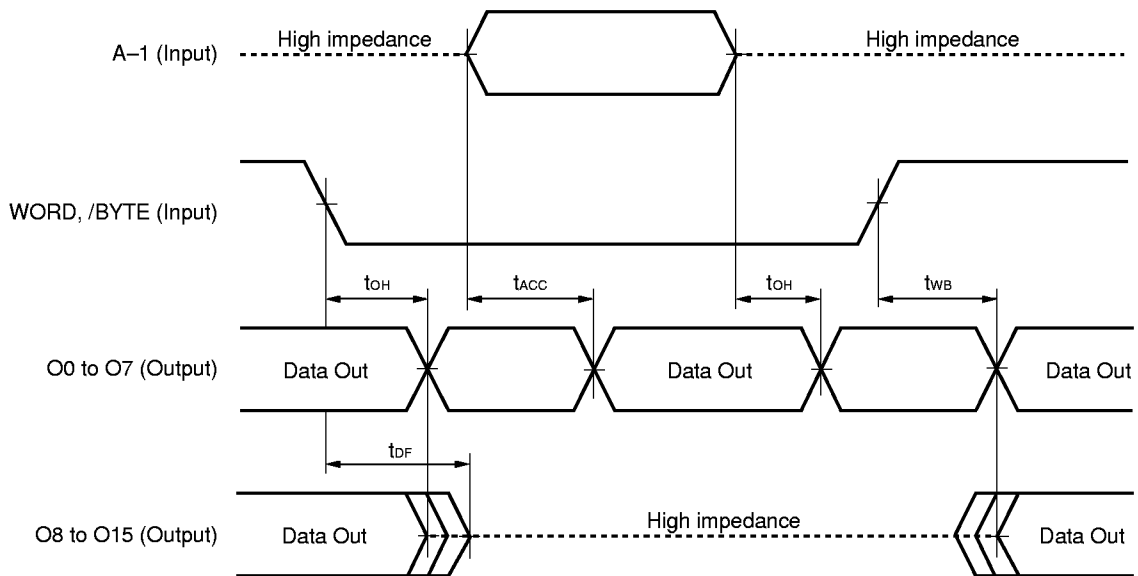 A–1 (Input)
High impedance
High impedance
WORD, /BYTE (Input)
tOH
tACC
tOH
tWB
O0 to O7 (Output)
Data Out
Data Out
Data Out
tDF
O8 to O15 (Output)
Data Out
High impedance
Data Out